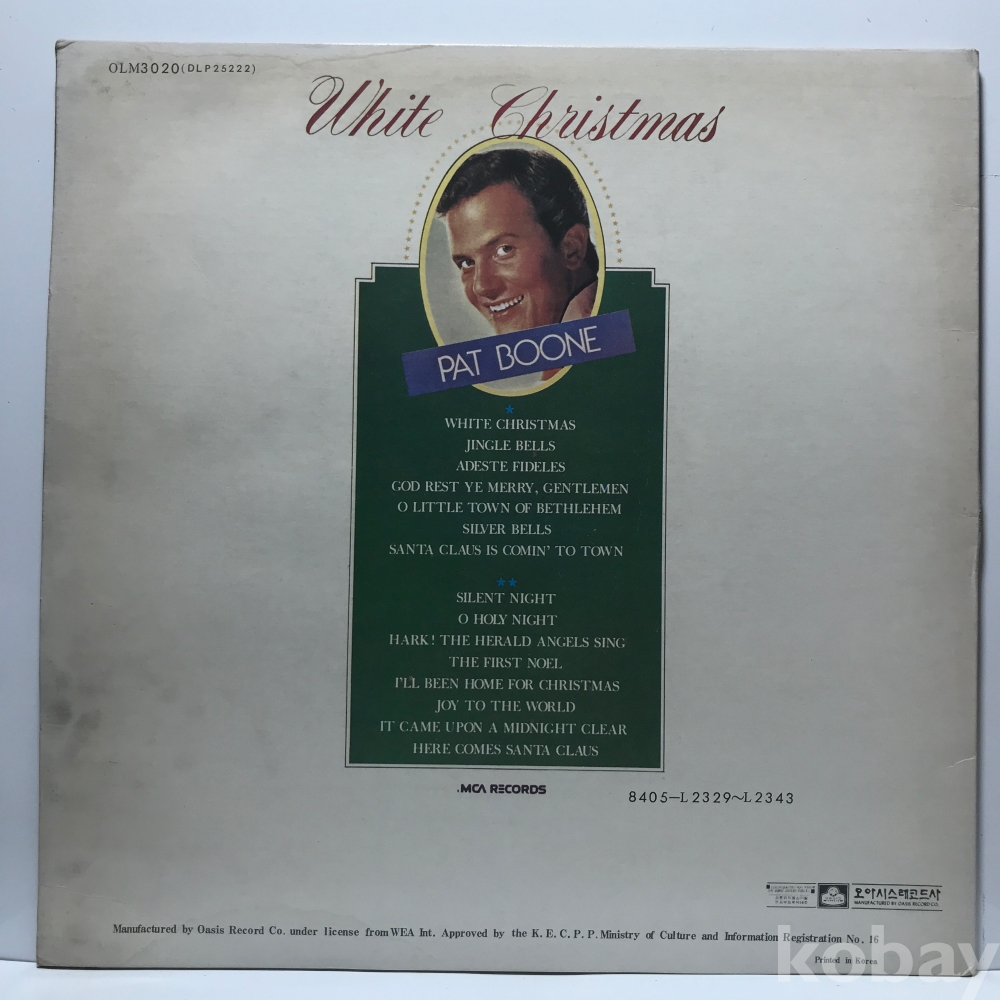 OLM3020(DLP25222)
White Christmas
PAT BOONE
★
WHITE CHRISTMAS
JINGLE BELLS
ADESTE FIDELES
GOD REST YE MERRY, GENTLEMEN
O LITTLE TOWN OF BETHLEHEM
SILVER BELLS
SANTA CLAUS IS COMIN' TO TOWN
★★
SILENT NIGHT
O HOLY NIGHT
HARK! THE HERALD ANGELS SING
THE FIRST NOEL
I'LL BEEN HOME FOR CHRISTMAS
JOY TO THE WORLD
IT CAME UPON A MIDNIGHT CLEAR
HERE COMES SANTA CLAUS
MCA RECORDS
8405—L2329~L2343
오아시스레코드사
MANUFACTURED BY OASIS RECORD CO.
Manufactured by Oasis Record Co. under license from WEA Int. Approved by the K. E. C. P. P. Ministry of Culture and Information Registration No. 16
Printed in Korea
kobay